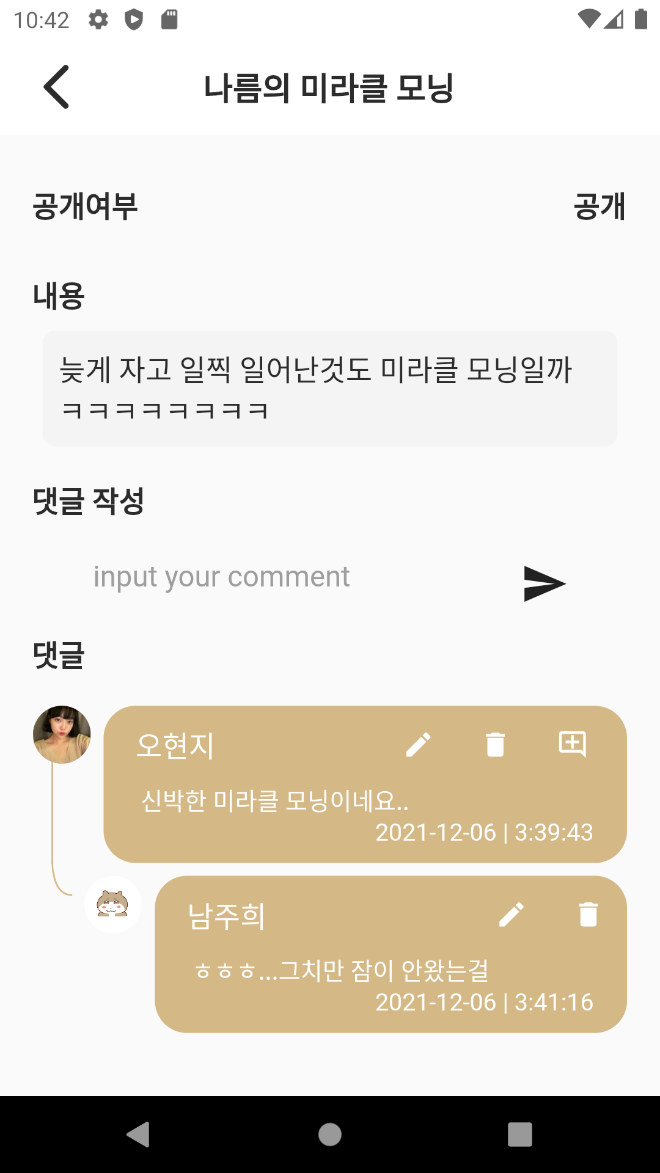 10:42
나름의 미라클 모닝
공개여부 공개
내용
늦게 자고 일찍 일어난것도 미라클 모닝일까
ㅋㅋㅋㅋㅋㅋㅋㅋ
댓글 작성
input your comment
댓글
오현지
신박한 미라클 모닝이네요..
2021-12-06 | 3:39:43
남주희
ㅎㅎㅎ...그치만 잠이 안왔는걸
2021-12-06 | 3:41:16